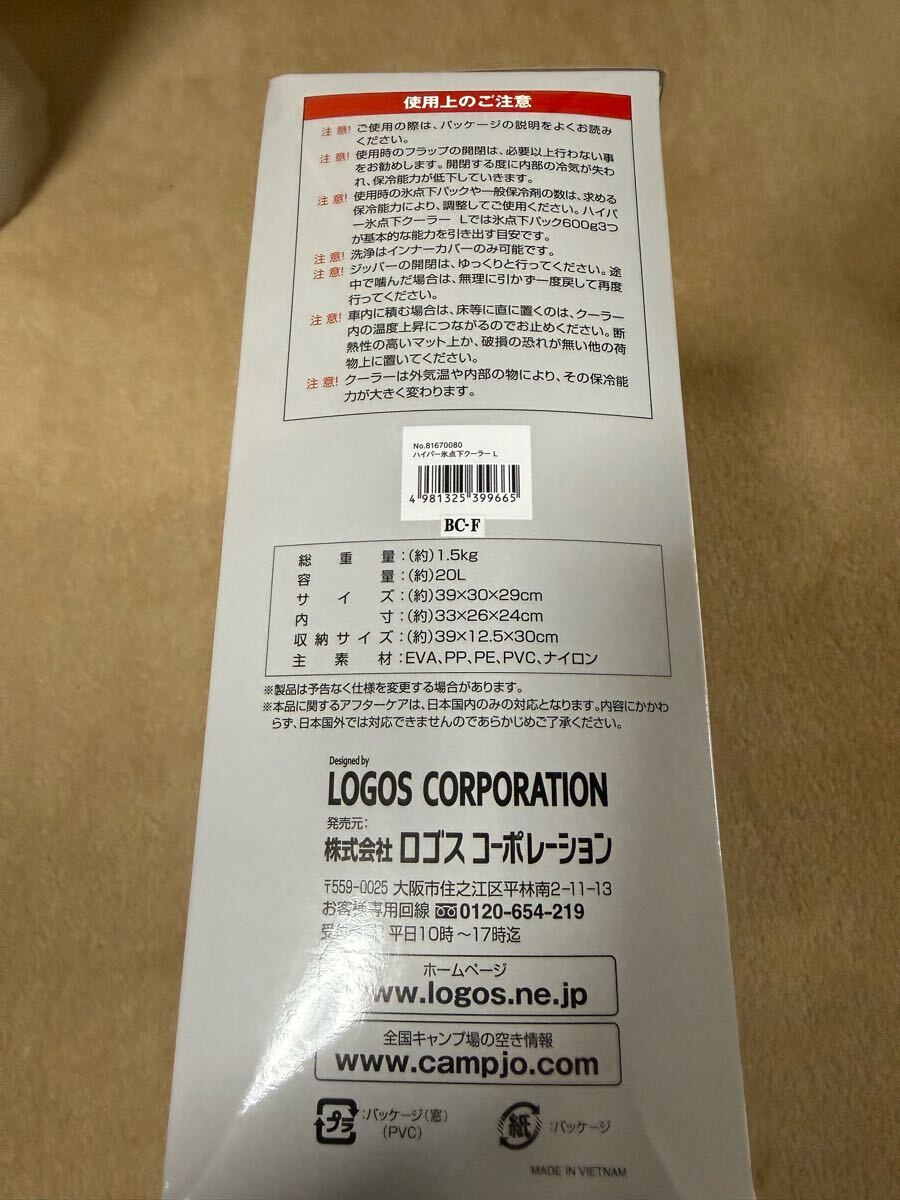 使用上のご注意
注意! ご使用の際は、パッケージの説明をよくお読み
ください。
注意! 使用時のフラップの開閉は、必要以上行わない事
をお勧めします。開閉する度に内部の冷気が失わ
れ、保冷能力が低下していきます。
注意! 使用時の氷点下パックや一般保冷剤の数は、求める
保冷能力により、調整してご使用ください。ハイパ
ー氷点下クーラー Lでは氷点下パック600g3つ
が基本的な能力を引き出す目安です。
注意! 洗浄はインナーカバーのみ可能です。
注意! ジッパーの開閉は、ゆっくりと行ってください。途
中で噛んだ場合は、無理に引かず一度戻して再度
行ってください。
注意! 車内に積む場合は、床等に直に置くのは、クーラー
内の温度上昇につながるのでお止めください。断
熱性の高いマット上か、破損の恐れが無い他の荷
物上に置いてください。
注意! クーラーは外気温や内部の物により、その保冷能
力が大きく変わります。
No.81670080
ハイパー氷点下クーラー L
4 981325 399665
BC-F
総重量:(約)1.5kg
容量:(約)20L
サイズ:(約)39×30×29cm
内寸:(約)33×26×24cm
収納サイズ:(約)39×12.5×30cm
主素材:EVA、PP、PE、PVC、ナイロン
※製品は予告なく仕様を変更する場合があります。
※本品に関するアフターケアは、日本国内のみの対応となります。内容にかかわ
らず、日本国外では対応できませんのであらかじめご了承ください。
Designed by
LOGOS CORPORATION
発売元:
株式会社 ロゴス コーポレーション
〒559-0025 大阪市住之江区平林南2-11-13
お客様専用回線 0120-654-219
平日10時～17時迄
ホームページ
www.logos.ne.jp
全国キャンプ場の空き情報
www.campjo.com
プラ :パッケージ(窓)
(PVC)
紙 :パッケージ
MADE IN VIETNAM